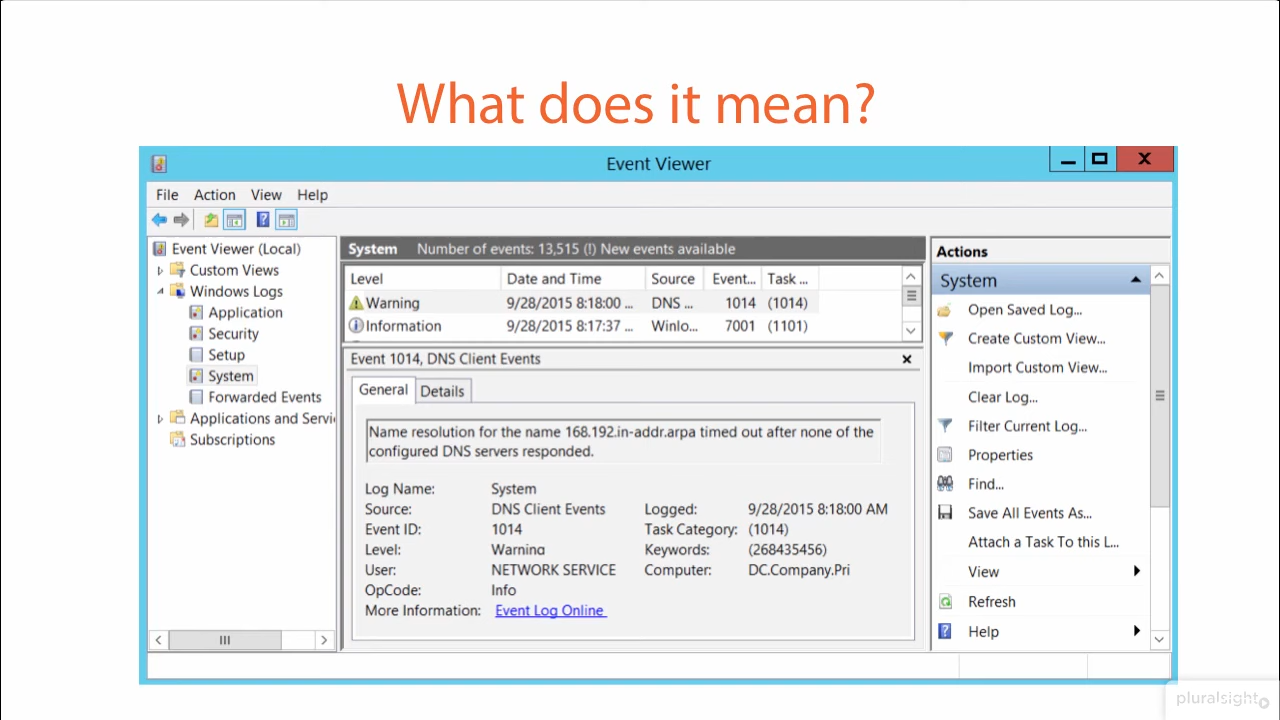 What does it mean?
Event Viewer
File Action View Help
Event Viewer (Local)
Custom Views
Windows Logs
Application
Security
Setup
System
Forwarded Events
Applications and Servi
Subscriptions
System Number of events: 13,515 (!) New events available
Level Date and Time Source Event... Task ...
Warning 9/28/2015 8:18:00 ... DNS ... 1014 (1014)
Information 9/28/2015 8:17:37 ... Winlo... 7001 (1101)
Event 1014, DNS Client Events
General Details
Name resolution for the name 168.192.in-addr.arpa timed out after none of the
configured DNS servers responded.
Log Name: System
Source: DNS Client Events Logged: 9/28/2015 8:18:00 AM
Event ID: 1014 Task Category: (1014)
Level: Warning Keywords: (268435456)
User: NETWORK SERVICE Computer: DC.Company.Pri
OpCode: Info
More Information: Event Log Online
Actions
System
Open Saved Log...
Create Custom View...
Import Custom View...
Clear Log...
Filter Current Log...
Properties
Find...
Save All Events As...
Attach a Task To this L...
View
Refresh
Help
pluralsight